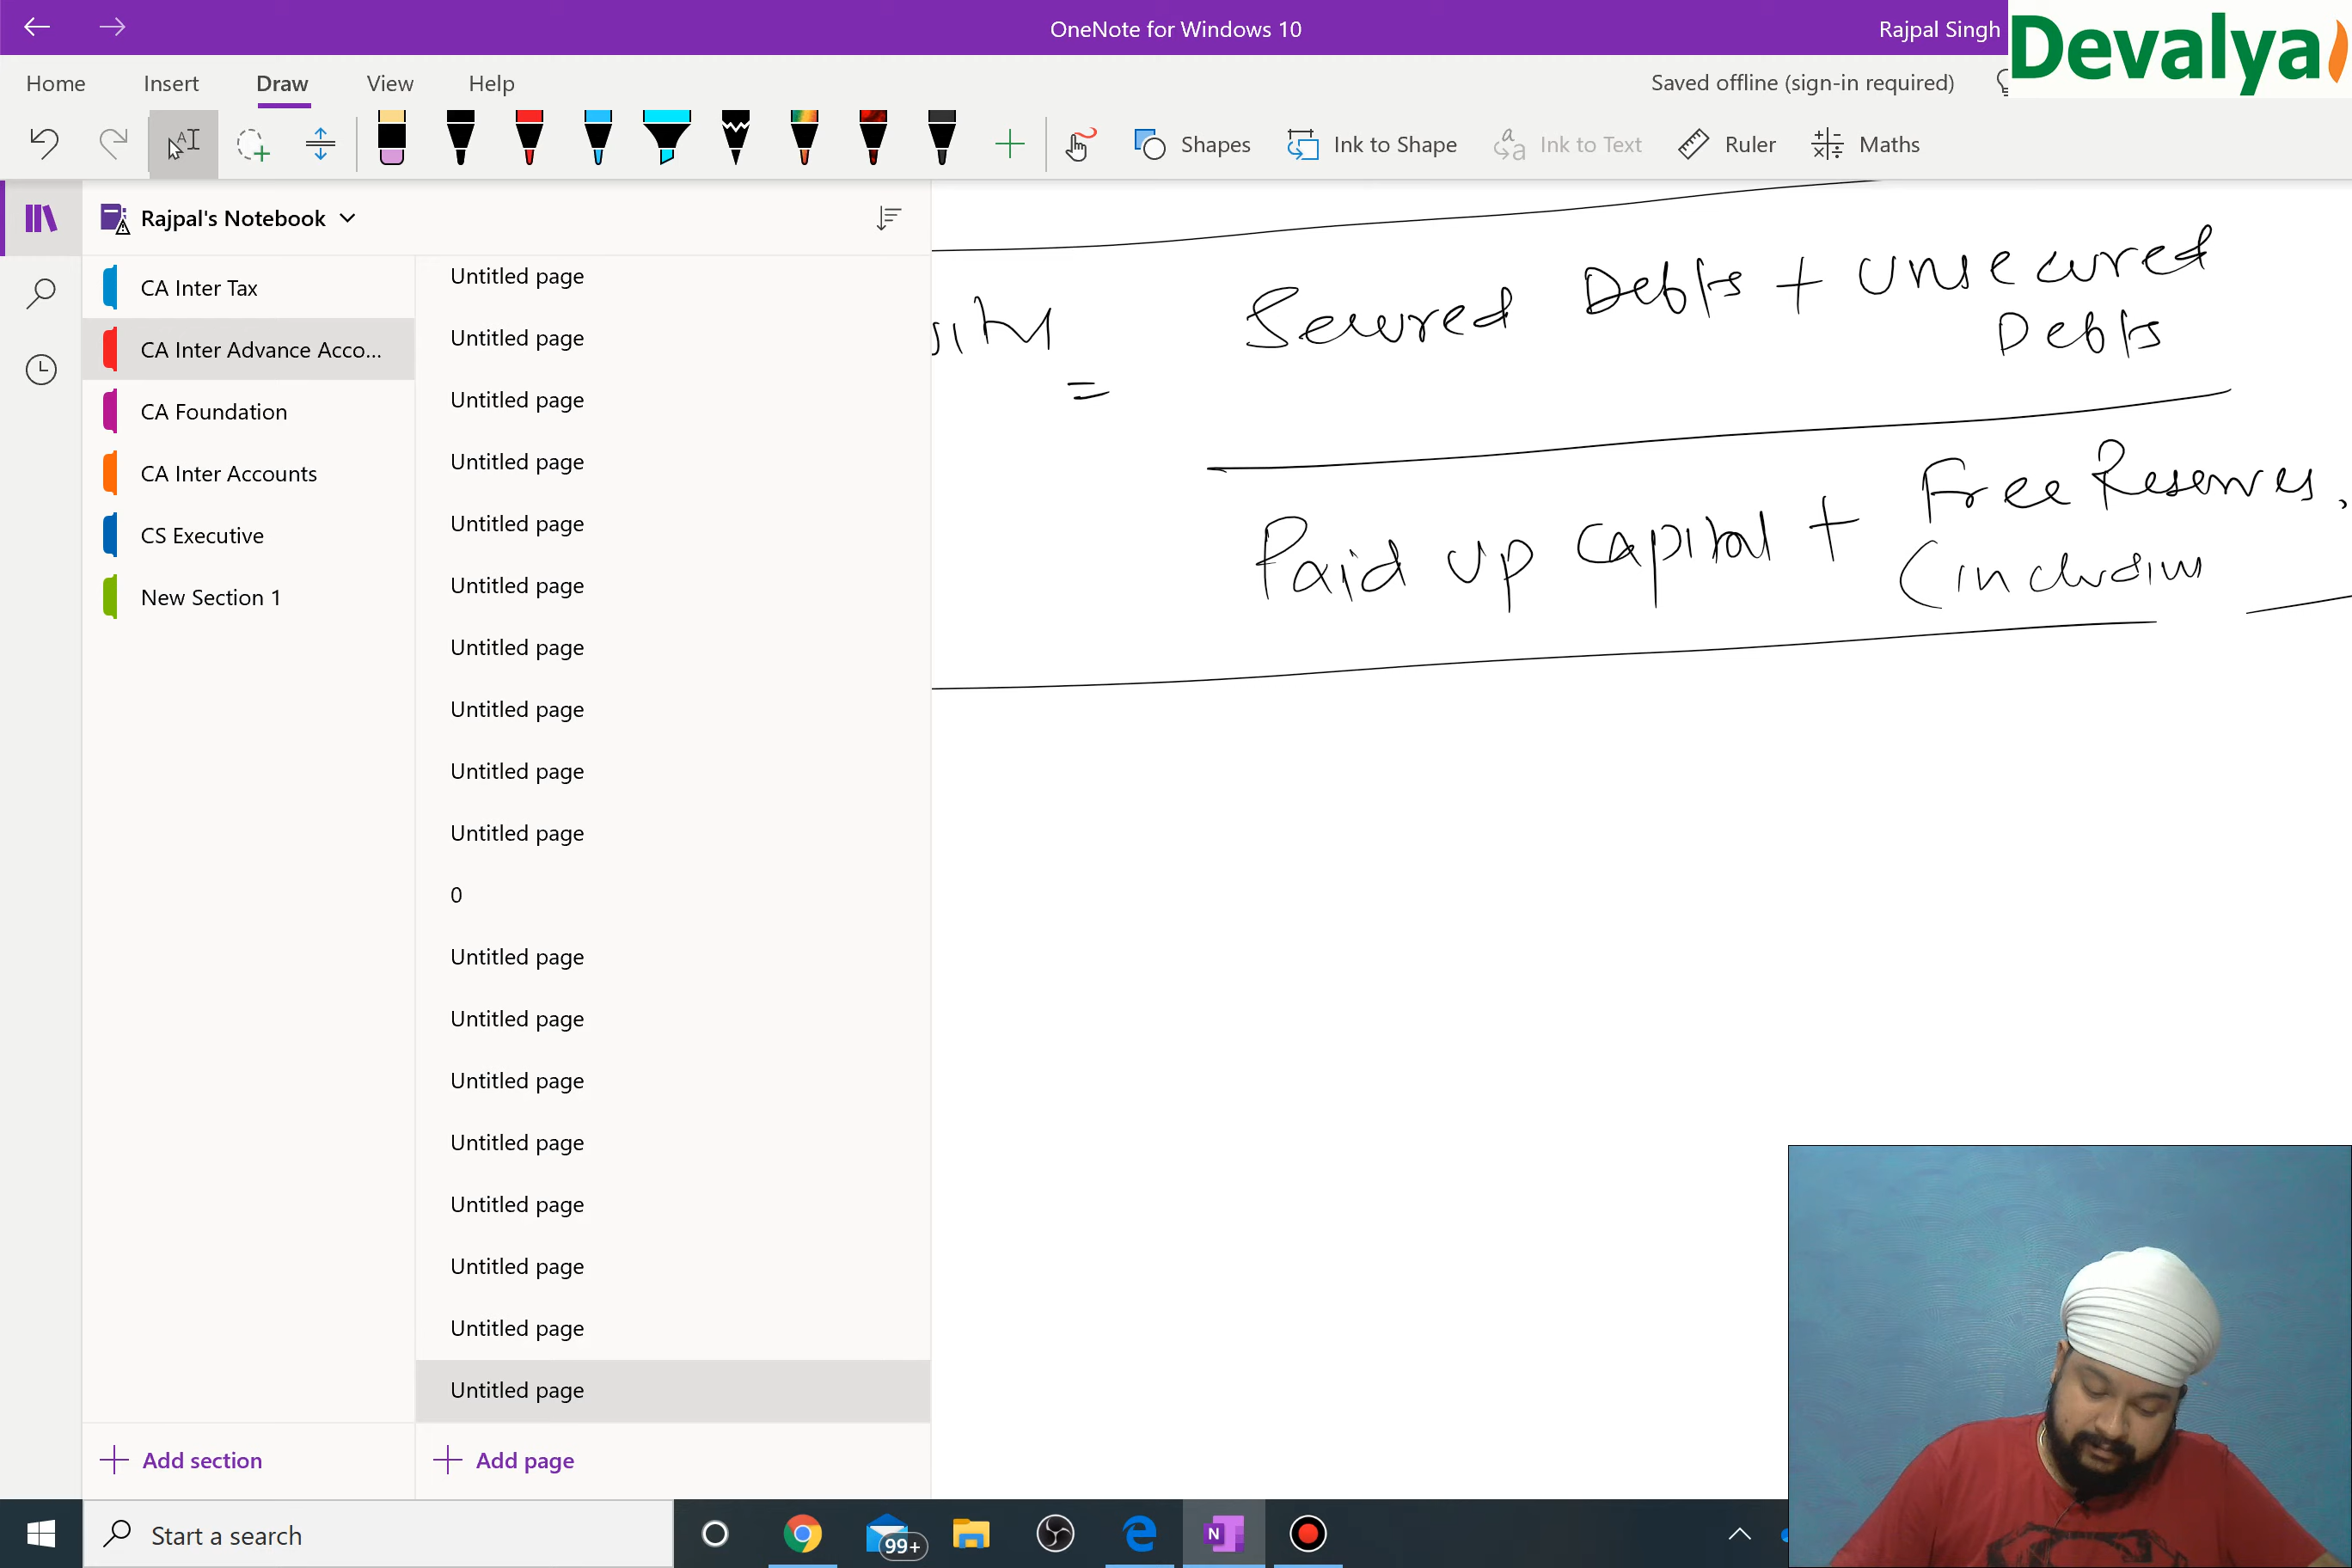 OneNote for Windows 10
Rajpal Singh
Devalya
Home Insert Draw View Help
Saved offline (sign-in required)
Shapes Ink to Shape Ink to Text Ruler Maths
Rajpal's Notebook
CA Inter Tax
CA Inter Advance Acco...
CA Foundation
CA Inter Accounts
CS Executive
New Section 1
Untitled page
Untitled page
Untitled page
Untitled page
Untitled page
Untitled page
Untitled page
Untitled page
Untitled page
Untitled page
0
Untitled page
Untitled page
Untitled page
Untitled page
Untitled page
Untitled page
Untitled page
Untitled page
Secured Debts + Unsecured
Debts
=
Paid up capital + Free Reserves.
(including
Add section
Add page
Start a search
99+